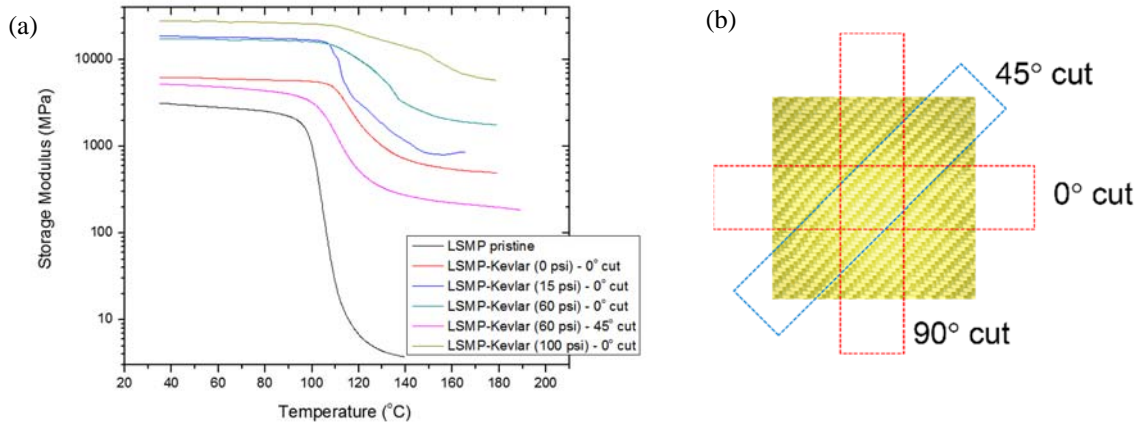 (a)
Storage Modulus (MPa)
10000
1000
100
10
20 40 60 80 100 120 140 160 180 200
Temperature (°C)
LSMP pristine
LSMP-Kevlar (0 psi) - 0° cut
LSMP-Kevlar (15 psi) - 0° cut
LSMP-Kevlar (60 psi) - 0° cut
LSMP-Kevlar (60 psi) - 45° cut
LSMP-Kevlar (100 psi) - 0° cut
(b)
45° cut
0° cut
90° cut